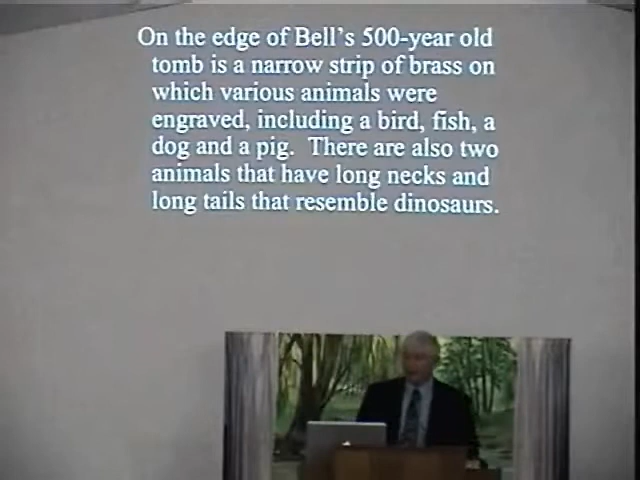 On the edge of Bell's 500-year old
tomb is a narrow strip of brass on
which various animals were
engraved, including a bird, fish, a
dog and a pig.  There are also two
animals that have long necks and
long tails that resemble dinosaurs.